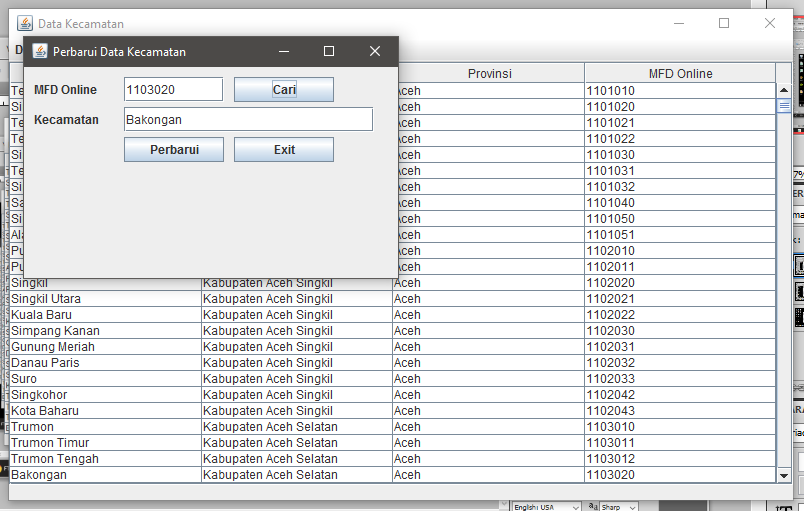 Data Kecamatan
Perbarui Data Kecamatan
MFD Online 1103020 Cari
Kecamatan Bakongan
Perbarui Exit
Provinsi MFD Online
Aceh 1101010
Aceh 1101020
Aceh 1101021
Aceh 1101022
Aceh 1101030
Aceh 1101031
Aceh 1101032
Aceh 1101040
Aceh 1101050
Aceh 1101051
Aceh 1102010
Aceh 1102011
Singkil Kabupaten Aceh Singkil Aceh 1102020
Singkil Utara Kabupaten Aceh Singkil Aceh 1102021
Kuala Baru Kabupaten Aceh Singkil Aceh 1102022
Simpang Kanan Kabupaten Aceh Singkil Aceh 1102030
Gunung Meriah Kabupaten Aceh Singkil Aceh 1102031
Danau Paris Kabupaten Aceh Singkil Aceh 1102032
Suro Kabupaten Aceh Singkil Aceh 1102033
Singkohor Kabupaten Aceh Singkil Aceh 1102042
Kota Baharu Kabupaten Aceh Singkil Aceh 1102043
Trumon Kabupaten Aceh Selatan Aceh 1103010
Trumon Timur Kabupaten Aceh Selatan Aceh 1103011
Trumon Tengah Kabupaten Aceh Selatan Aceh 1103012
Bakongan Kabupaten Aceh Selatan Aceh 1103020
English: USA Sharp